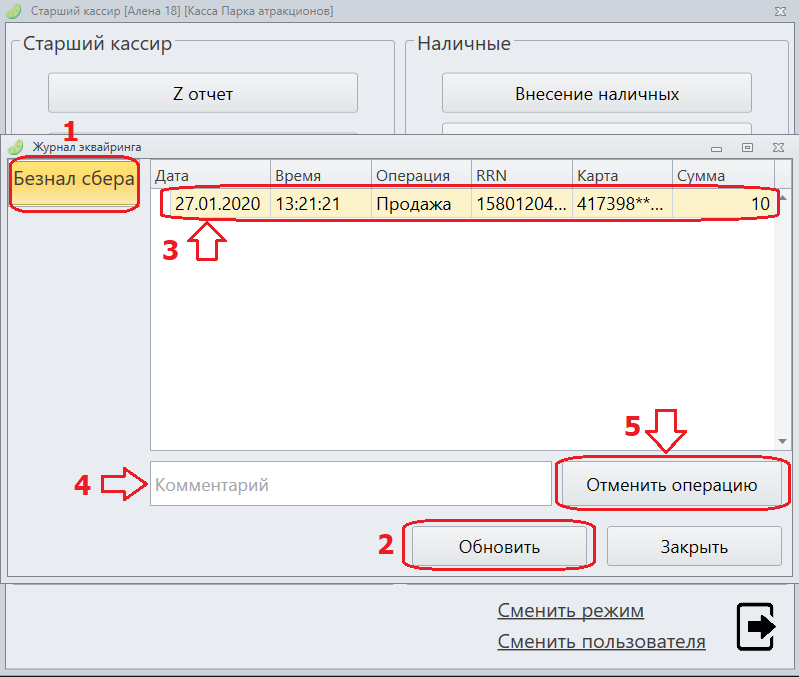 Старший кассир [Алена 18] [Касса Парка атракционов]
Старший кассир
Наличные
Z отчет
Внесение наличных
1
Журнал эквайринга
Безнал сбера
Дата Время Операция RRN Карта Сумма
27.01.2020 13:21:21 Продажа 15801204... 417398**... 10
3
5
4
Комментарий
Отменить операцию
2
Обновить
Закрыть
Сменить режим
Сменить пользователя